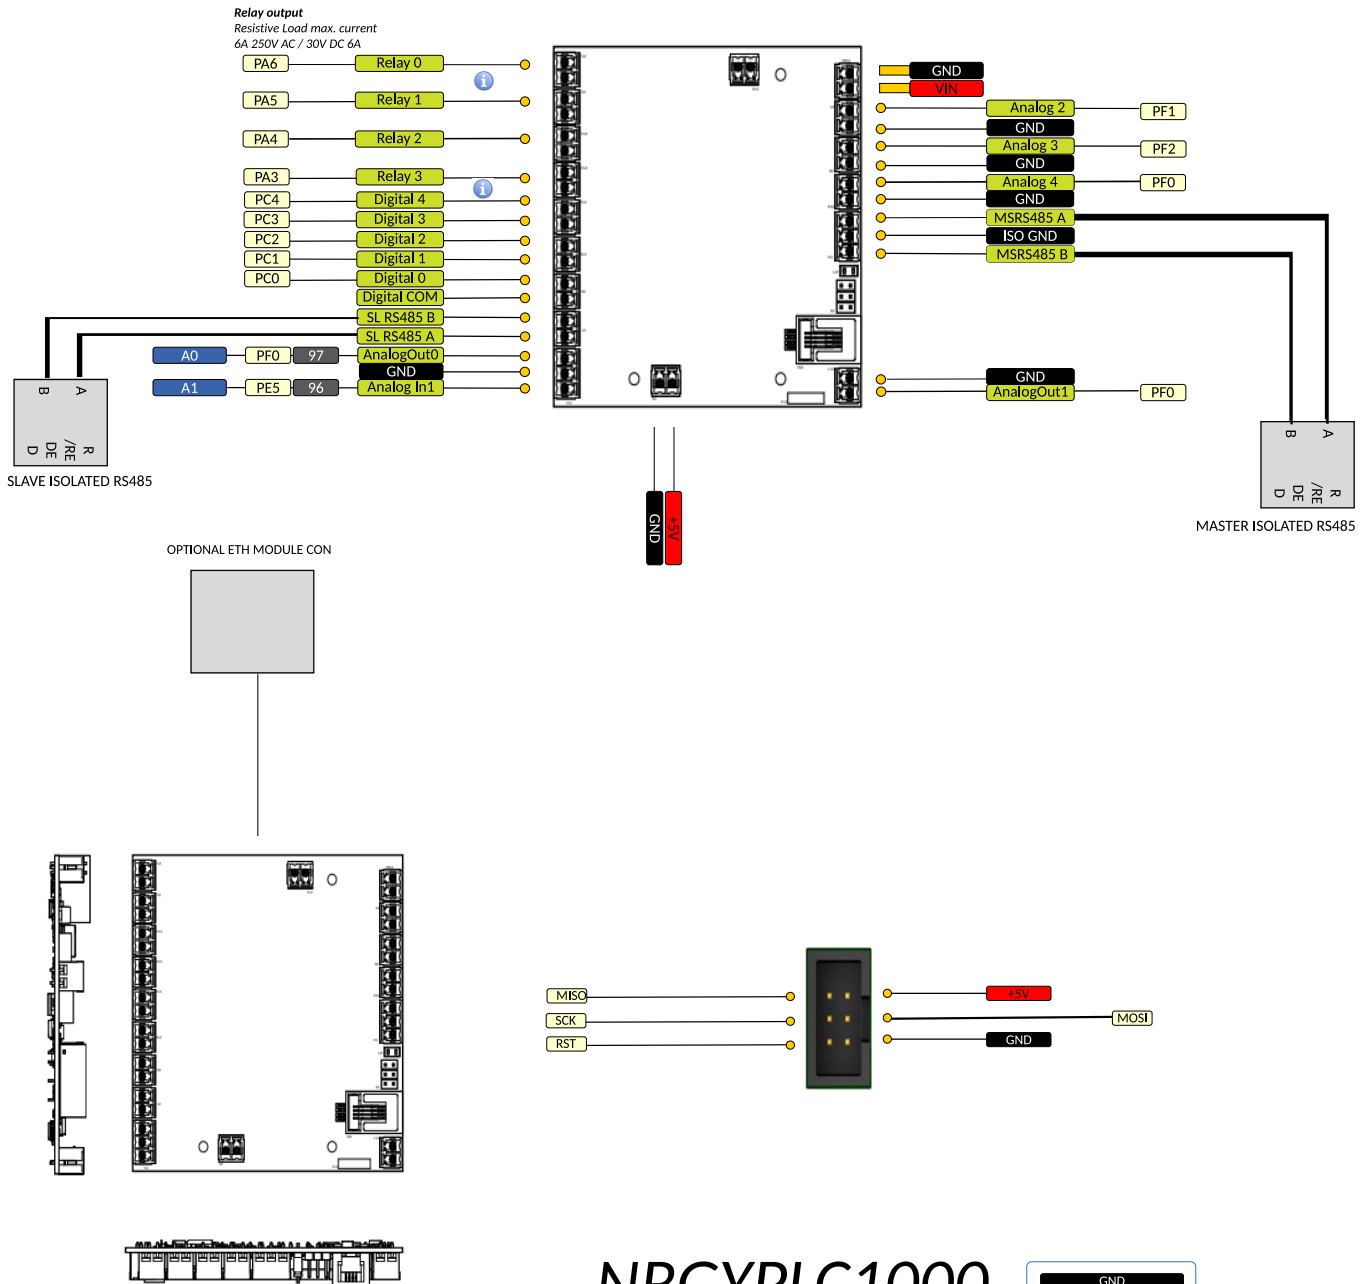 Relay output
Resistive Load max. current
6A 250V AC / 30V DC 6A
PA6 Relay 0
PA5 Relay 1
PA4 Relay 2
PA3 Relay 3
PC4 Digital 4
PC3 Digital 3
PC2 Digital 2
PC1 Digital 1
PC0 Digital 0
Digital COM
SL RS485 B
SL RS485 A
A0 PF0 97 AnalogOut0
GND
A1 PE5 96 Analog In1
GND
VIN
Analog 2 PF1
GND
Analog 3 PF2
GND
Analog 4 PF0
GND
MSRS485 A
ISO GND
MSRS485 B
GND
AnalogOut1 PF0
B A
D DE /RE R
SLAVE ISOLATED RS485
B A
D DE /RE R
MASTER ISOLATED RS485
GND +5V
OPTIONAL ETH MODULE CON
MISO
SCK
RST
+5V
MOSI
GND
NRGYPLC1000
GND